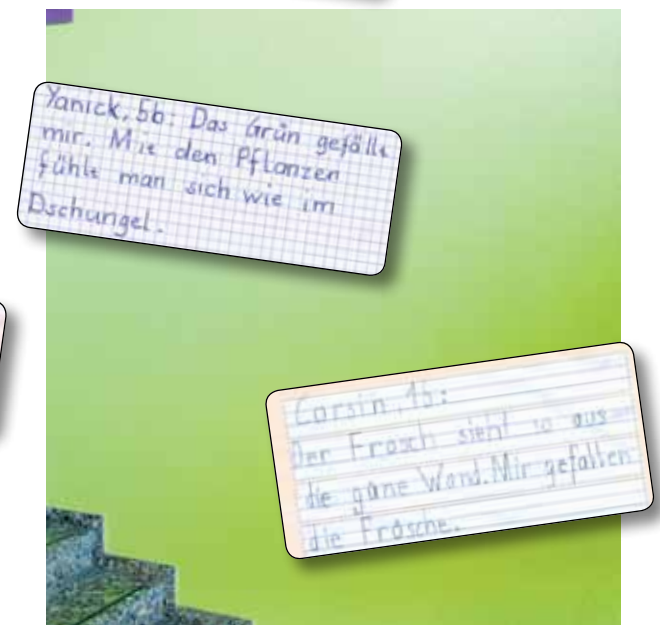 Yanick, 5b: Das Grün gefällt
mir. Mit den Pflanzen
fühlt man sich wie im
Dschungel.
Corsin, 1b:
Der Frosch sieht so aus
die gäne Wand. Mir gefallen
die Frösche.